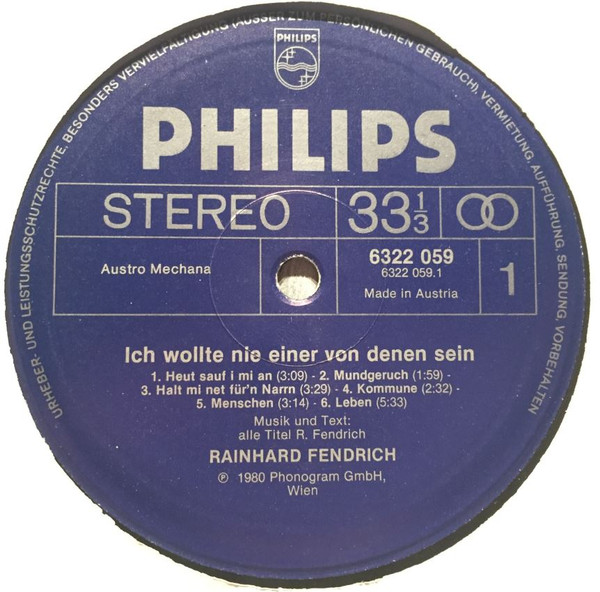 URHEBER- UND LEISTUNGSSCHUTZRECHTE. BESONDERS VERVIELFÄLTIGUNG (AUSSER ZUM PERSÖNLICHEN GEBRAUCH), VERMIETUNG, AUFFÜHRUNG, SENDUNG, VORBEHALTEN
PHILIPS
PHILIPS
STEREO 33 1/3
Austro Mechana
6322 059
6322 059.1
Made in Austria
1
Ich wollte nie einer von denen sein
1. Heut sauf i mi an (3:09) - 2. Mundgeruch (1:59) -
3. Halt mi net für'n Narrn (3:29) - 4. Kommune (2:32) -
5. Menschen (3:14) - 6. Leben (5:33)
Musik und Text:
alle Titel R. Fendrich
RAINHARD FENDRICH
℗ 1980 Phonogram GmbH,
Wien